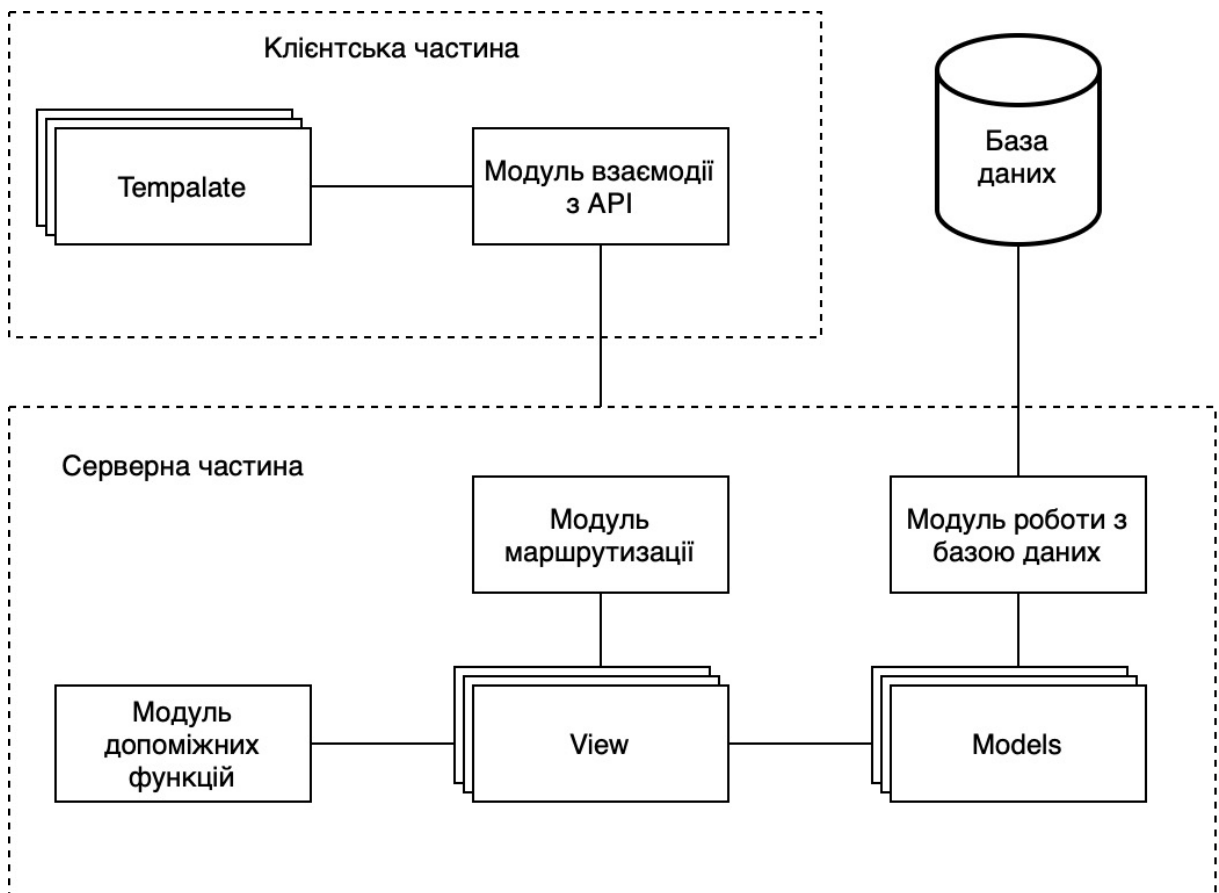 Клієнтська частина
Tempalate
Модуль взаємодії
з API
База
даних
Серверна частина
Модуль
маршрутизації
Модуль роботи з
базою даних
Модуль
допоміжних
функцій
View
Models